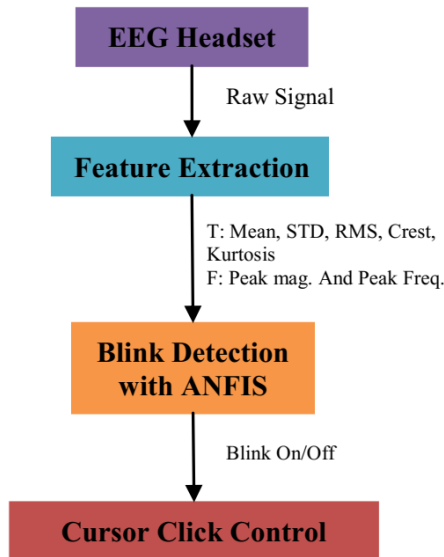 EEG Headset
Raw Signal
Feature Extraction
T: Mean, STD, RMS, Crest,
Kurtosis
F: Peak mag. And Peak Freq.
Blink Detection
with ANFIS
Blink On/Off
Cursor Click Control